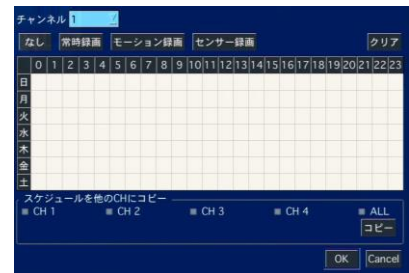 チャンネル 1
なし 常時録画 モーション録画 センサー録画 クリア
0 1 2 3 4 5 6 7 8 9 10 11 12 13 14 15 16 17 18 19 20 21 22 23
日
月
火
水
木
金
土
スケジュールを他のCHにコピー
CH 1 CH 2 CH 3 CH 4 ALL
コピー
OK Cancel